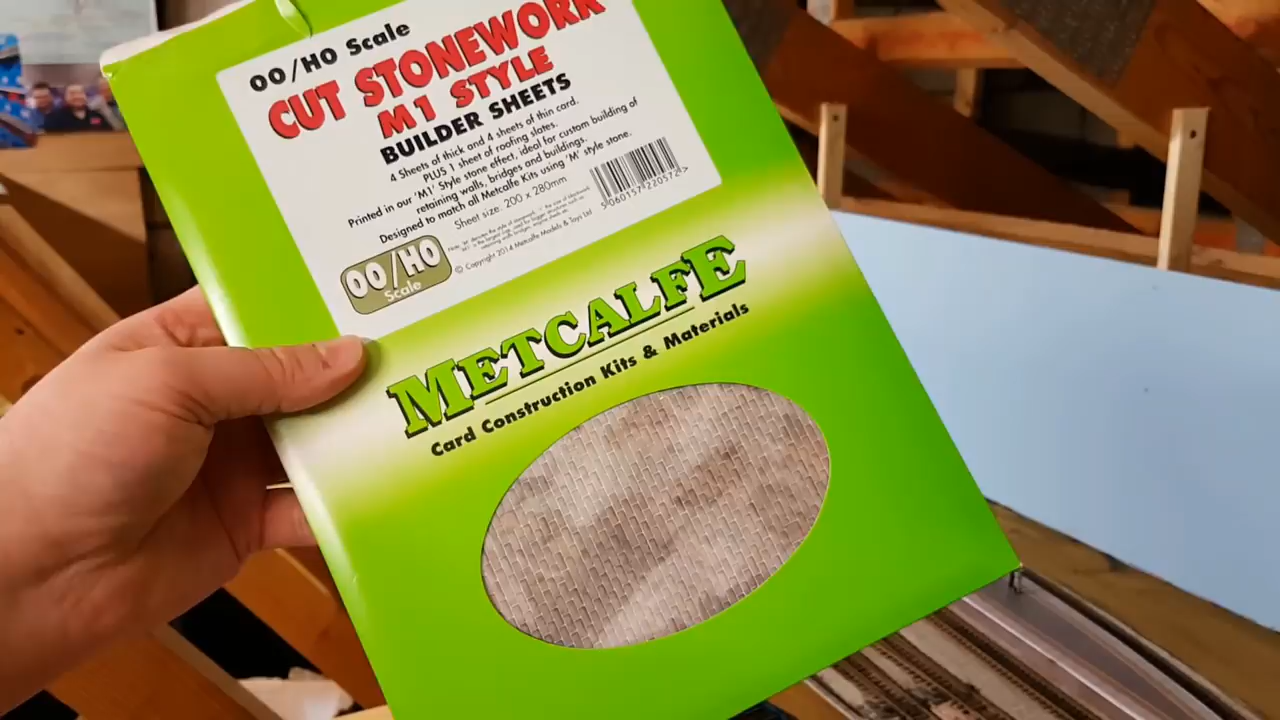 OO/HO Scale
CUT STONEWORK
M1 STYLE
BUILDER SHEETS
4 Sheets of thick and 4 sheets of thin card.
PLUS 1 sheet of roofing slates.
Printed in our 'M1' Style stone effect, ideal for custom building of
retaining walls, bridges and buildings.
Designed to match all Metcalfe Kits using 'M' style stone.
Sheet size: 200 x 280mm
© Copyright 2014 Metcalfe Models & Toys Ltd
5 060157 220572 >
OO/HO
Scale
METCALFE
Card Construction Kits & Materials